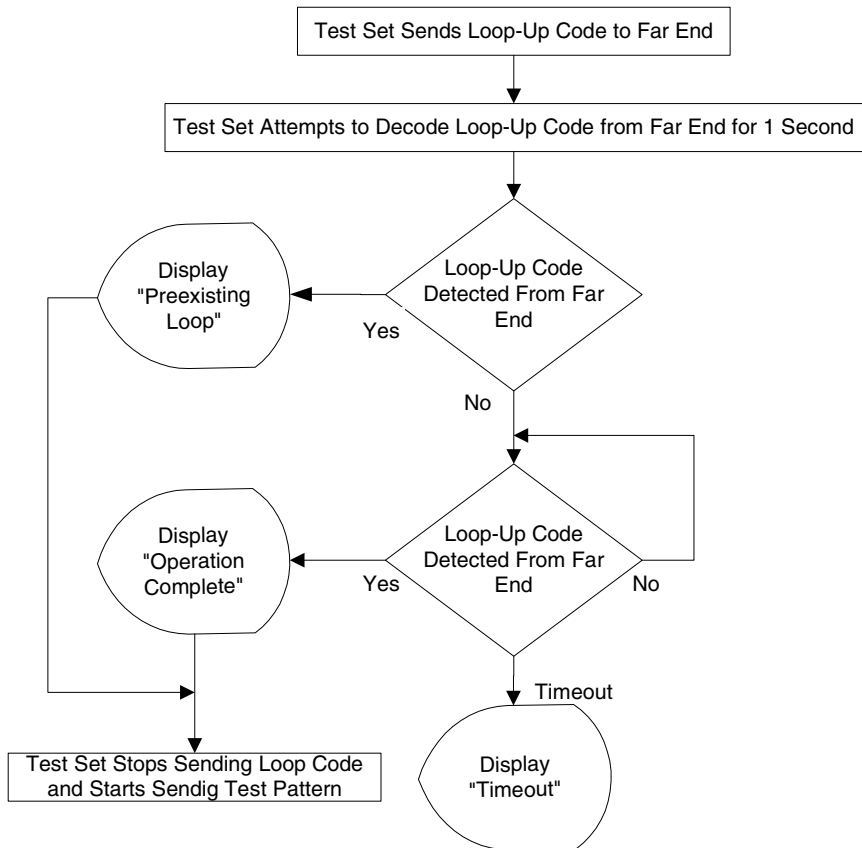 Test Set Sends Loop-Up Code to Far End
Test Set Attempts to Decode Loop-Up Code from Far End for 1 Second
Loop-Up Code
Detected From Far
End
Display
"Preexisting
Loop"
Yes
No
Loop-Up Code
Detected From Far
End
Display
"Operation
Complete"
Yes
No
Timeout
Test Set Stops Sending Loop Code
and Starts Sendig Test Pattern
Display
"Timeout"